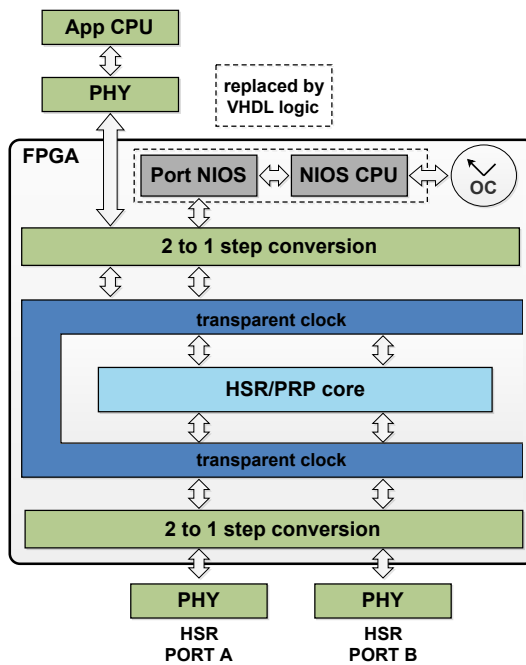 App CPU
PHY
replaced by
VHDL logic
FPGA
Port NIOS
NIOS CPU
OC
2 to 1 step conversion
transparent clock
HSR/PRP core
transparent clock
2 to 1 step conversion
PHY
PHY
HSR
PORT A
HSR
PORT B